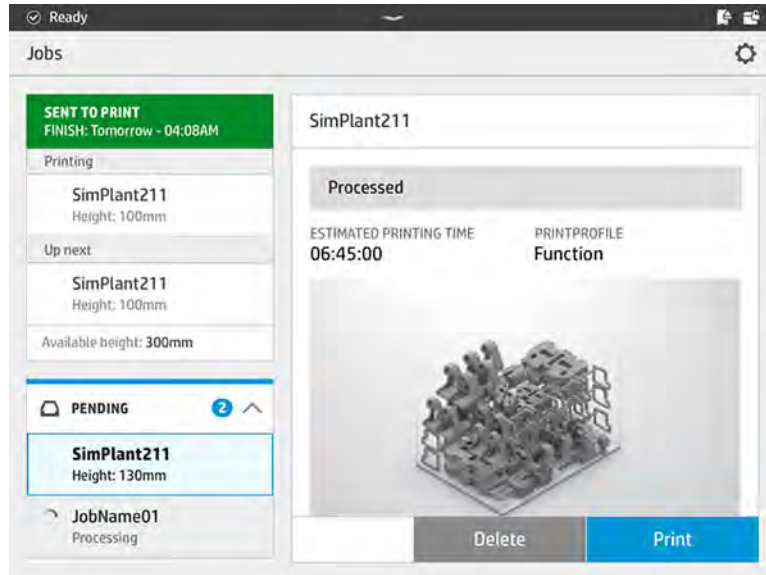 Ready
Jobs
SENT TO PRINT
FINISH: Tomorrow - 04:08AM
Printing
SimPlant211
Height: 100mm
Up next
SimPlant211
Height: 100mm
Available height: 300mm
PENDING 2
SimPlant211
Height: 130mm
JobName01
Processing
SimPlant211
Processed
ESTIMATED PRINTING TIME PRINTPROFILE
06:45:00 Function
Delete Print